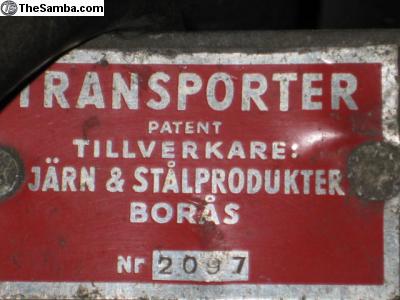 TheSamba.com
TRANSPORTER
PATENT
TILLVERKARE:
JÄRN & STÅLPRODUKTER
BORÅS
Nr 2097